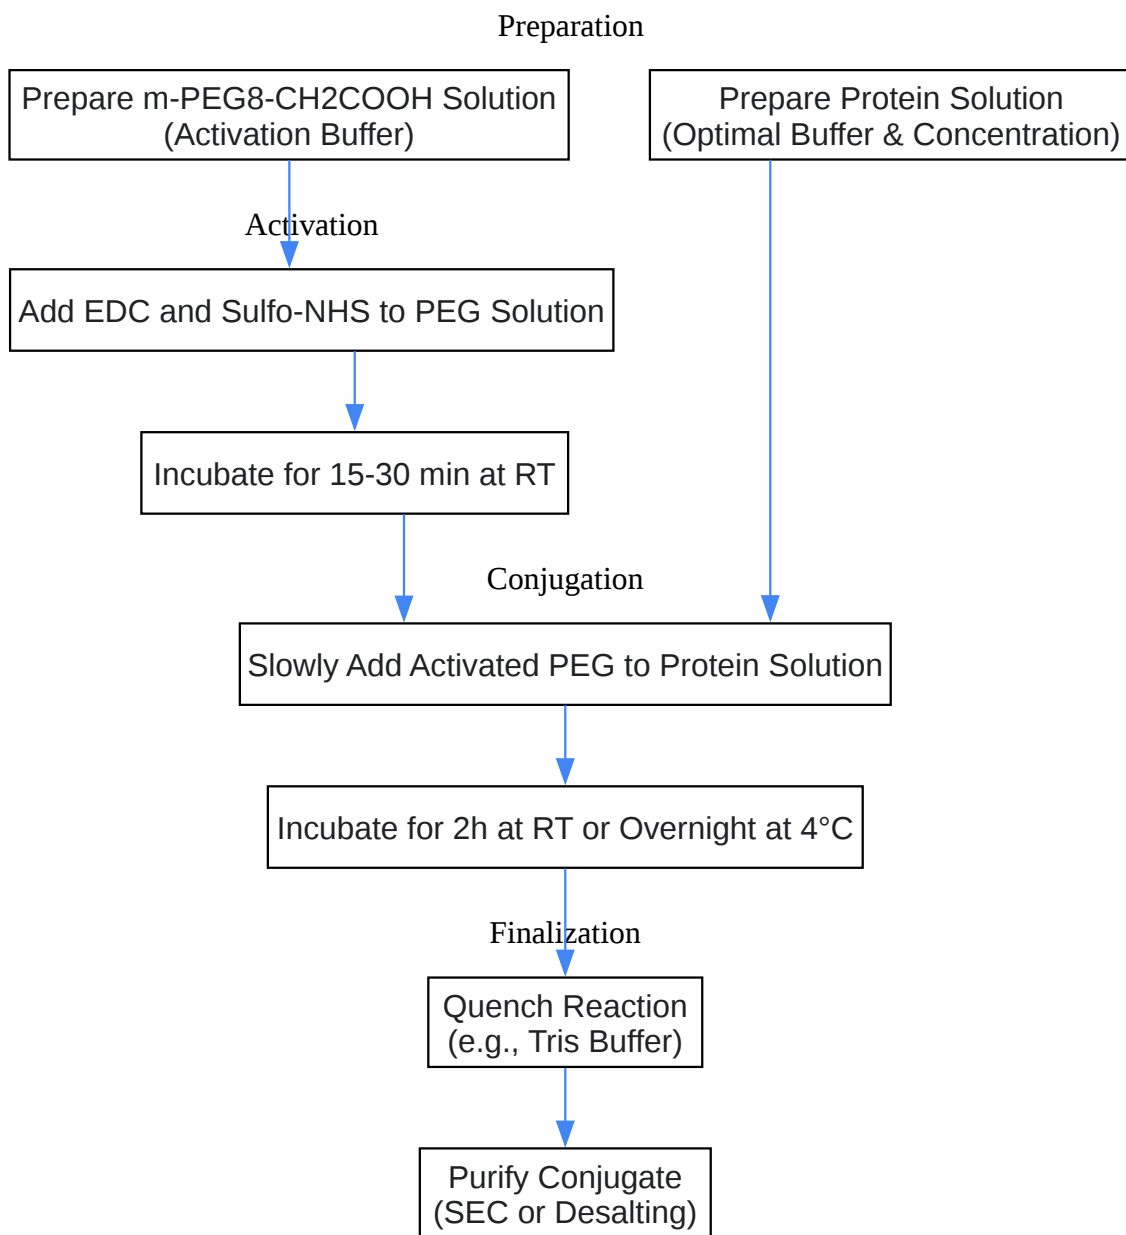 Preparation
Prepare m-PEG8-CH2COOH Solution
(Activation Buffer)
Prepare Protein Solution
(Optimal Buffer & Concentration)
Activation
Add EDC and Sulfo-NHS to PEG Solution
Incubate for 15-30 min at RT
Conjugation
Slowly Add Activated PEG to Protein Solution
Incubate for 2h at RT or Overnight at 4°C
Finalization
Quench Reaction
(e.g., Tris Buffer)
Purify Conjugate
(SEC or Desalting)